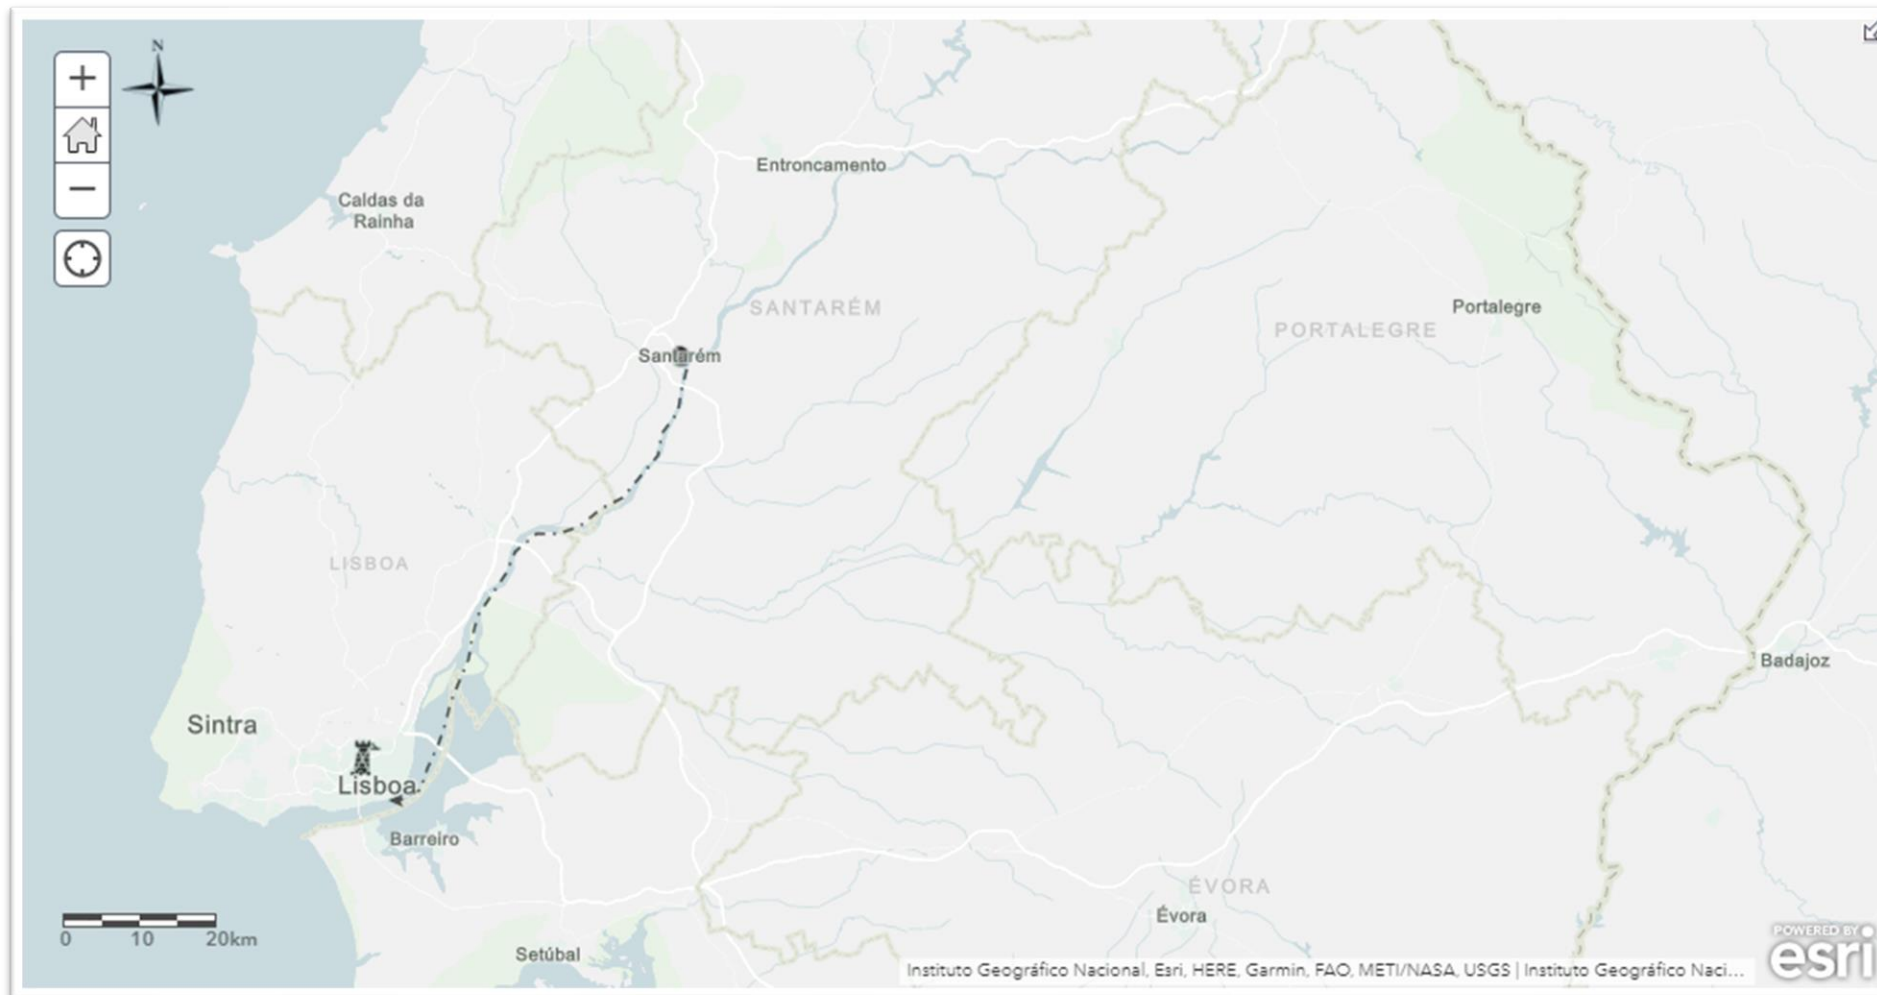 N
+
−
Entroncamento
Caldas da
Rainha
SANTARÉM
Portalegre
PORTALEGRE
Santarém
LISBOA
Badajoz
Sintra
Lisboa
Barreiro
ÉVORA
Évora
Setúbal
0 10 20km
POWERED BY
esri
Instituto Geográfico Nacional, Esri, HERE, Garmin, FAO, METI/NASA, USGS | Instituto Geográfico Naci...